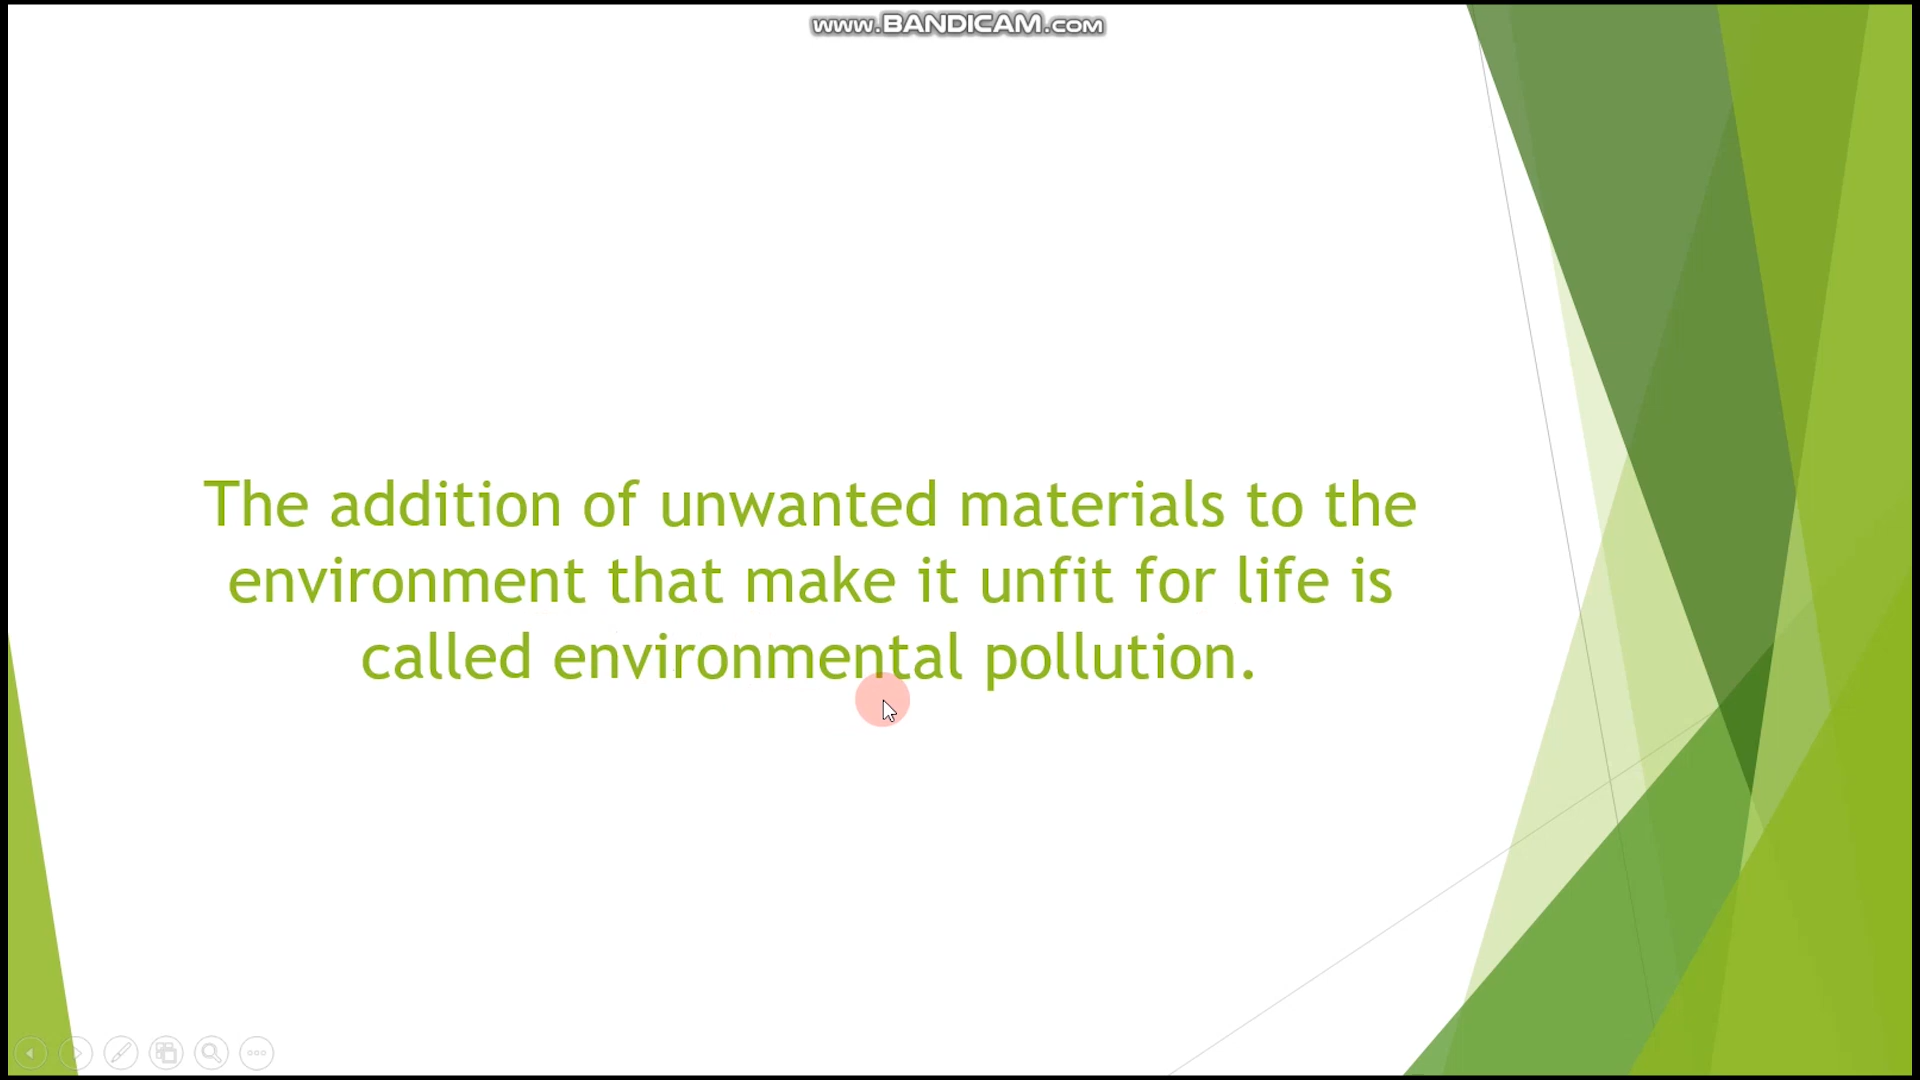 www.BANDICAM.com
The addition of unwanted materials to the
environment that make it unfit for life is
called environmental pollution.